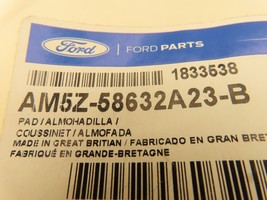 Ford
FORD PARTS
1833538
AM5Z-58632A23-B
PAD / ALMOHADILLA /
COUSSINET / ALMOFADA
MADE IN GREAT BRITIAN / FABRICADO EN GRAN BRET
FABRIQUÉ EN GRANDE-BRETAGNE